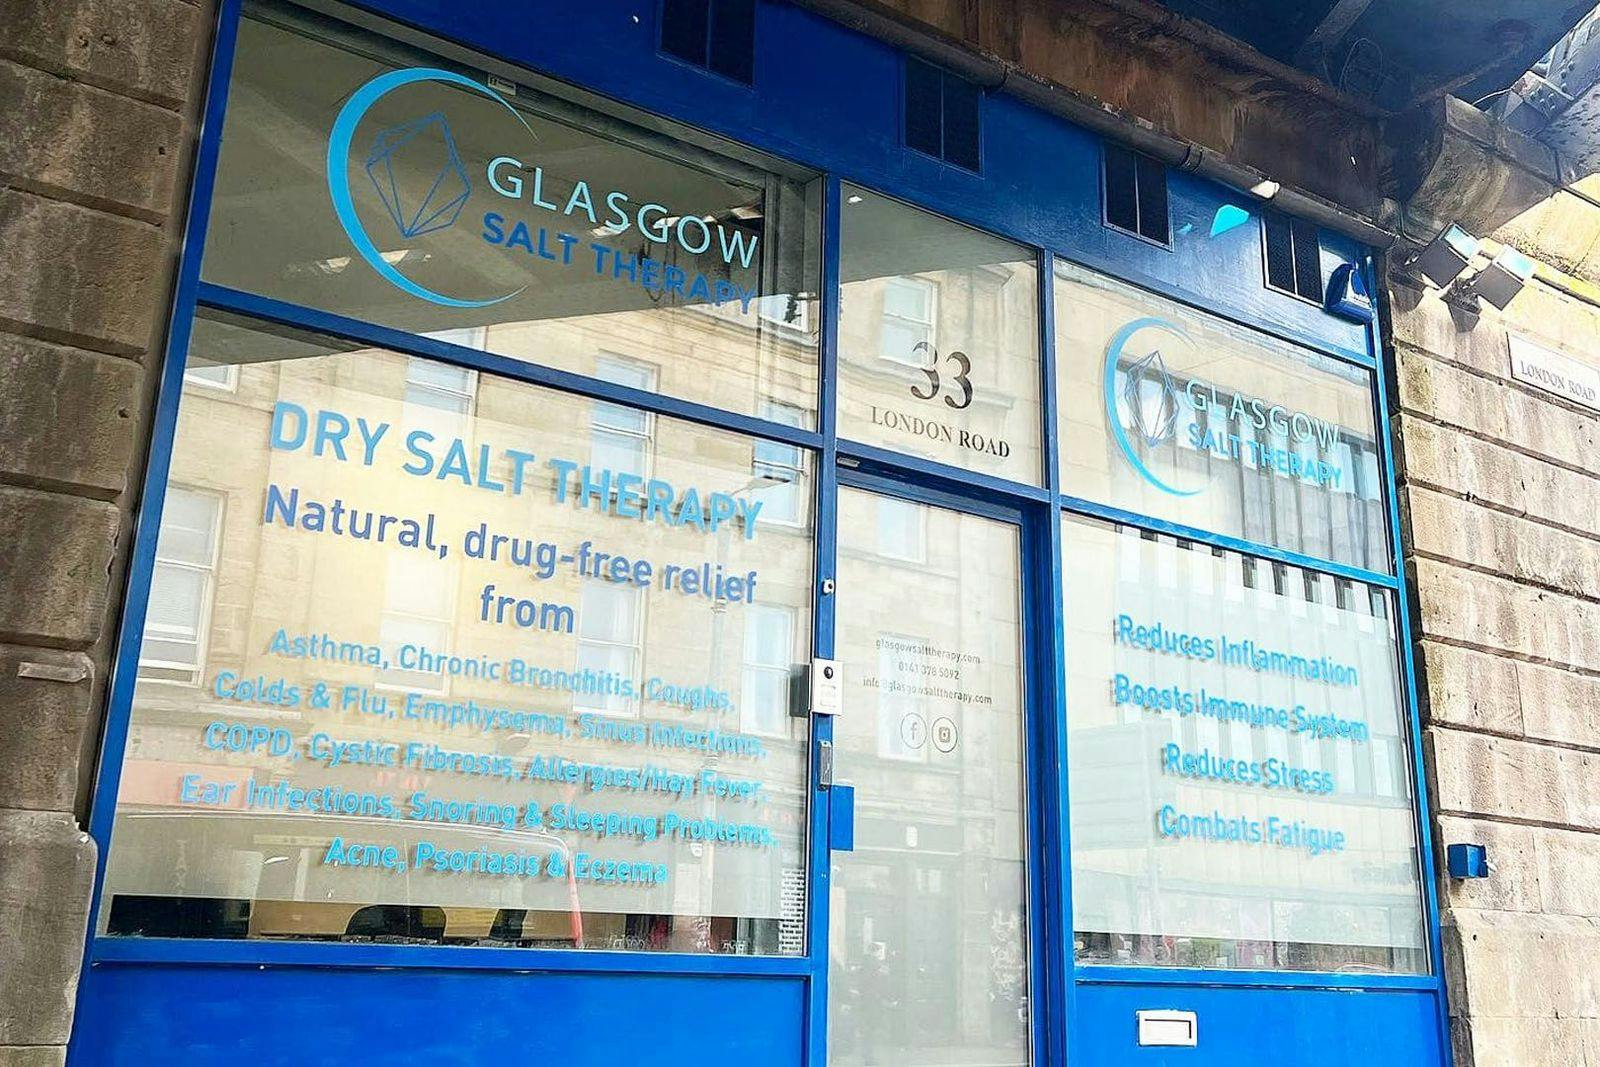 GLASGOW
SALT THERAPY
DRY SALT THERAPY
Natural, drug-free relief
from
Asthma, Chronic Bronchitis, Coughs,
Colds & Flu, Emphysema, Sinus Infections,
COPD, Cystic Fibrosis, Allergies/Hay Fever,
Ear Infections, Snoring & Sleeping Problems,
Acne, Psoriasis & Eczema
33
LONDON ROAD
glasgowsalttherapy.com
0141 378 5092
info@glasgowsalttherapy.com
GLASGOW
SALT THERAPY
Reduces Inflammation
Boosts Immune System
Reduces Stress
Combats Fatigue
LONDON ROAD